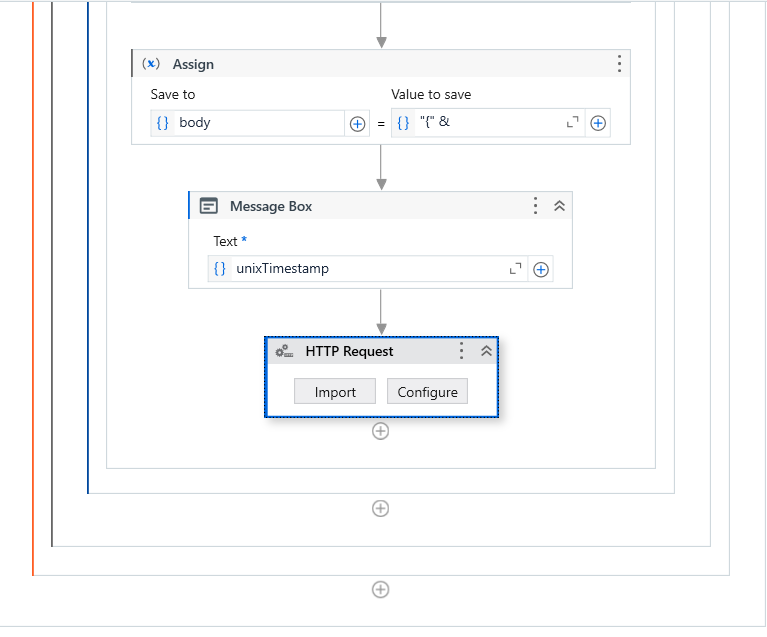 (x) Assign
Save to Value to save
{} body = {} "{" &
Message Box
Text *
{} unixTimestamp
HTTP Request
Import Configure